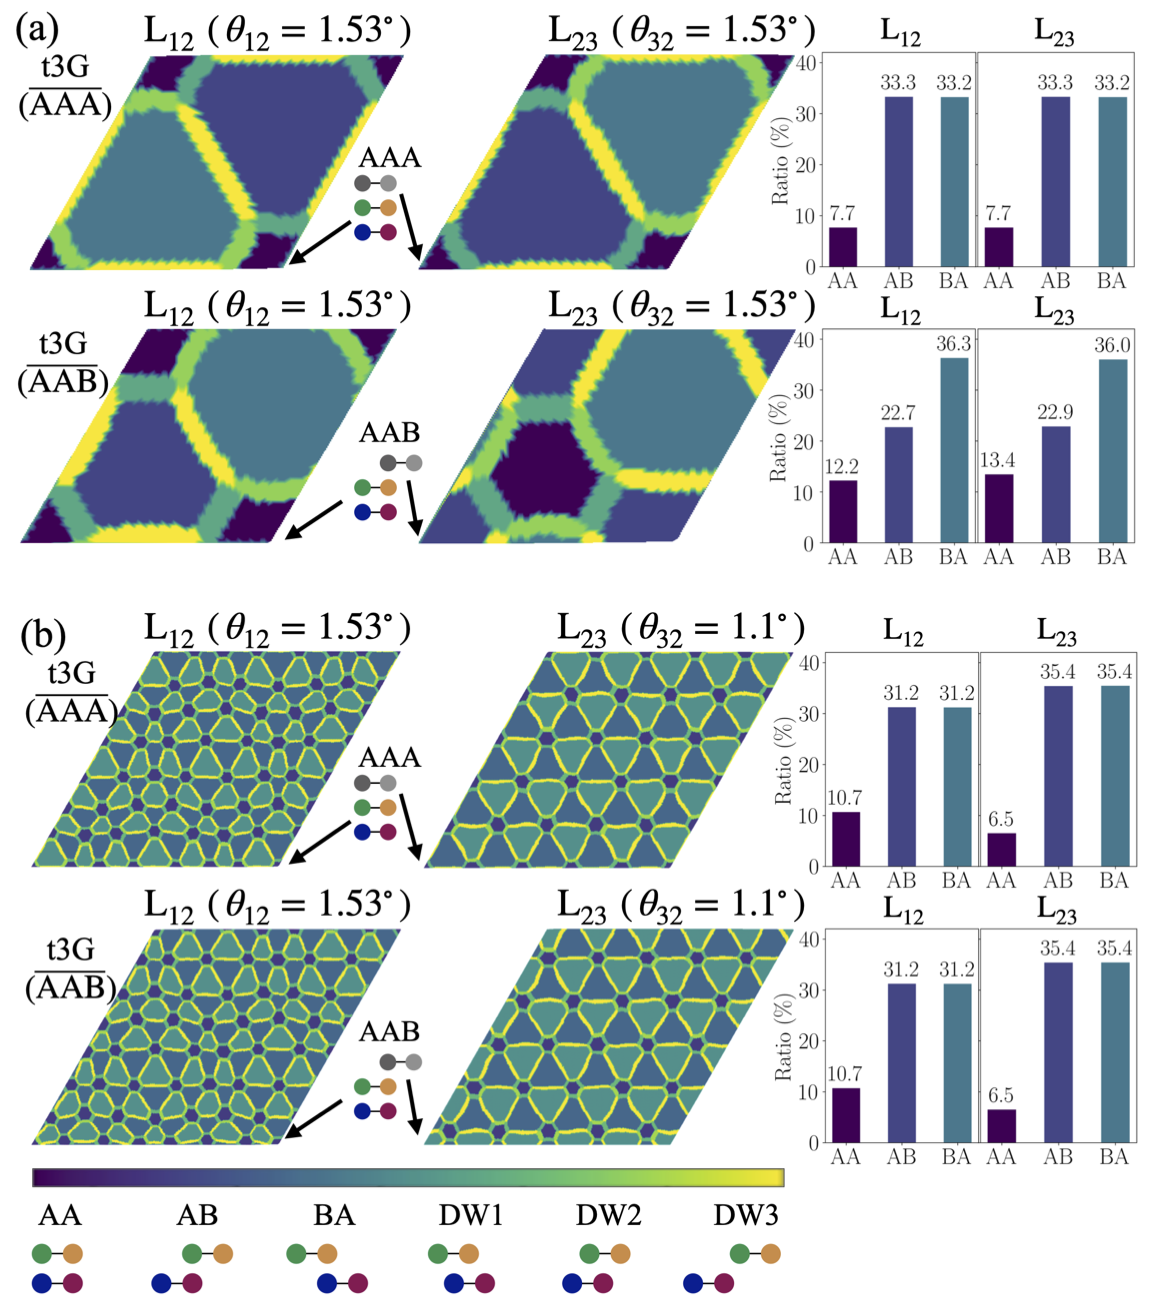 (a)
L₁₂ ( θ₁₂ = 1.53° )
L₂₃ ( θ₃₂ = 1.53° )
t3G
(AAA)
AAA
L₁₂
L₂₃
Ratio (%)
40
30
20
10
0
7.7
33.3
33.2
7.7
33.3
33.2
AA
AB
BA
AA
AB
BA
L₁₂ ( θ₁₂ = 1.53° )
L₂₃ ( θ₃₂ = 1.53° )
t3G
(AAB)
AAB
L₁₂
L₂₃
Ratio (%)
40
30
20
10
0
12.2
22.7
36.3
13.4
22.9
36.0
AA
AB
BA
AA
AB
BA
(b)
L₁₂ ( θ₁₂ = 1.53° )
L₂₃ ( θ₃₂ = 1.1° )
t3G
(AAA)
AAA
L₁₂
L₂₃
Ratio (%)
40
30
20
10
0
10.7
31.2
31.2
6.5
35.4
35.4
AA
AB
BA
AA
AB
BA
L₁₂ ( θ₁₂ = 1.53° )
L₂₃ ( θ₃₂ = 1.1° )
t3G
(AAB)
AAB
L₁₂
L₂₃
Ratio (%)
40
30
20
10
0
10.7
31.2
31.2
6.5
35.4
35.4
AA
AB
BA
AA
AB
BA
AA
AB
BA
DW1
DW2
DW3